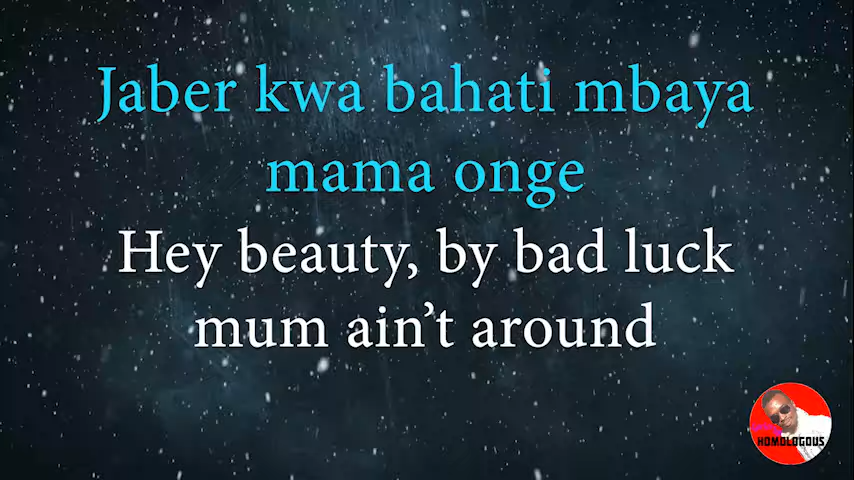 Jaber kwa bahati mbaya
mama onge
Hey beauty, by bad luck
mum ain’t around
HOMOLOGOUS